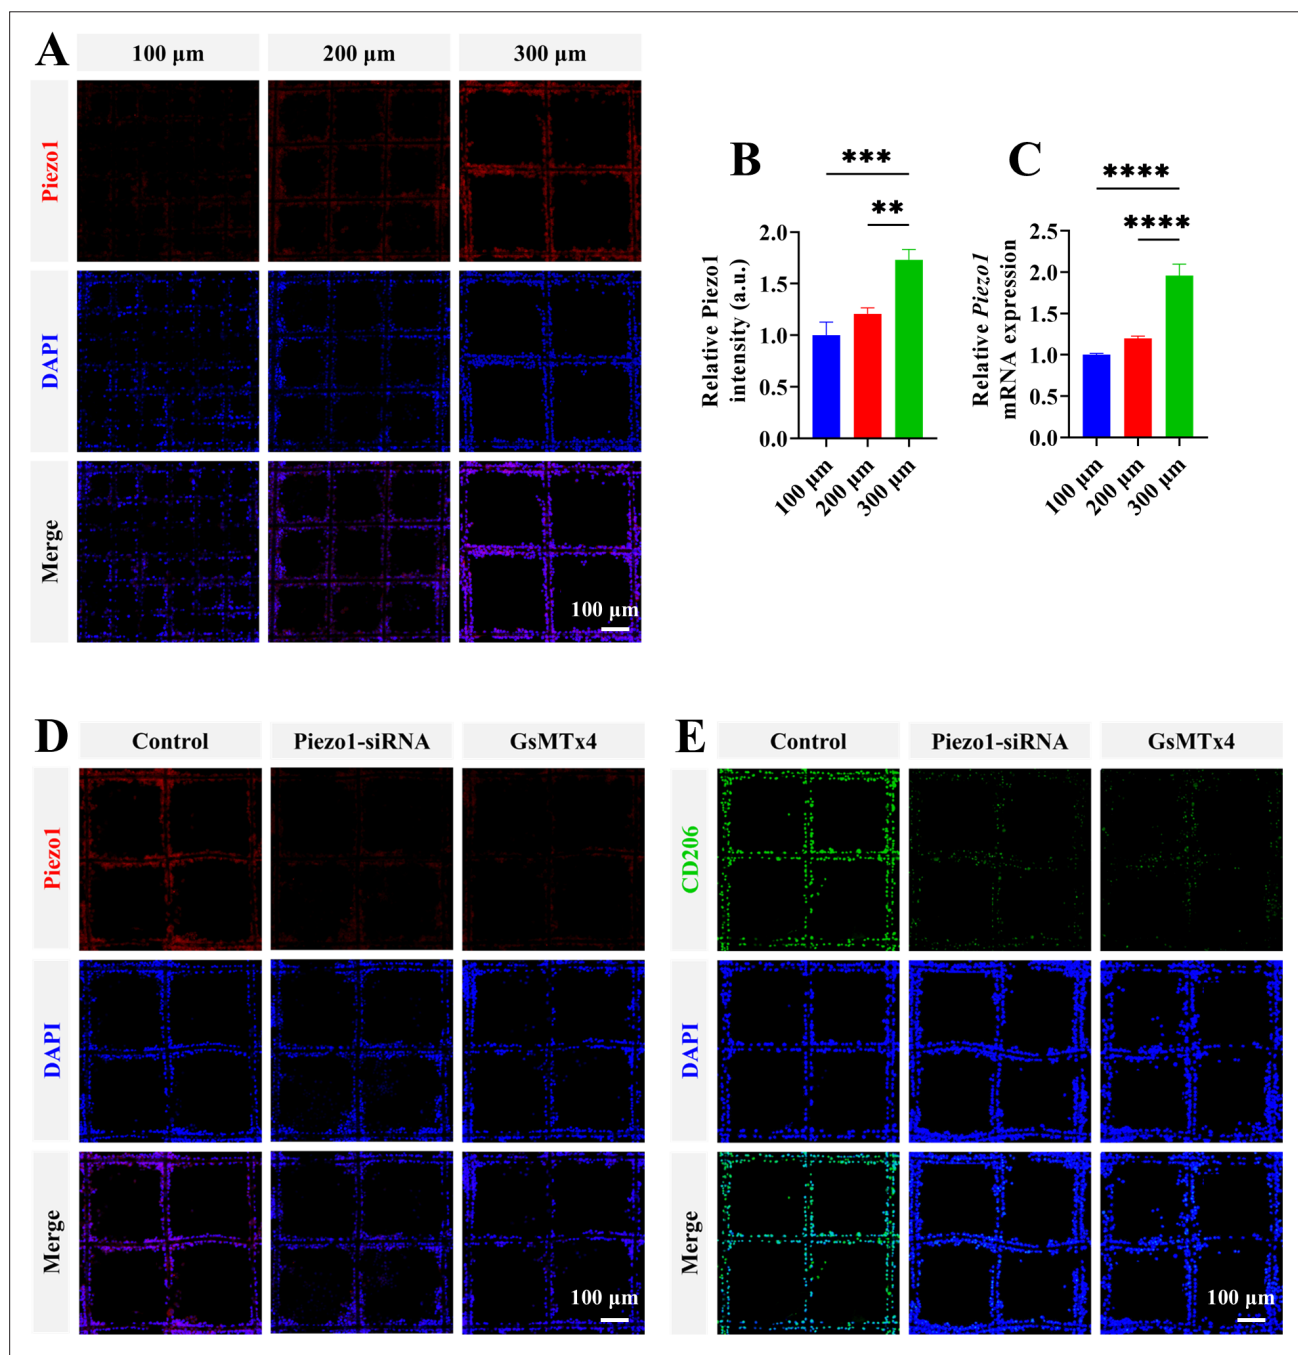 A
100 μm
200 μm
300 μm
Piezo1
DAPI
Merge
100 μm
B
***
**
Relative Piezo1
intensity (a.u.)
2.0
1.5
1.0
0.5
0.0
100 μm
200 μm
300 μm
C
****
****
Relative Piezo1
mRNA expression
2.5
2.0
1.5
1.0
0.5
0.0
100 μm
200 μm
300 μm
D
Control
Piezo1-siRNA
GsMTx4
Piezo1
DAPI
Merge
100 μm
E
Control
Piezo1-siRNA
GsMTx4
CD206
DAPI
Merge
100 μm